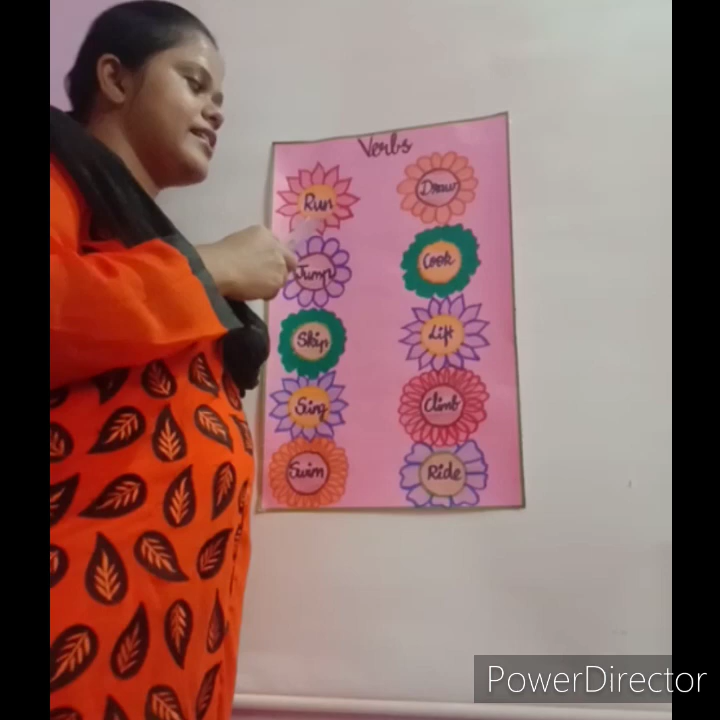 Verbs
Run
Draw
Jump
Cook
Skip
Lift
Sing
Climb
Swim
Ride
PowerDirector